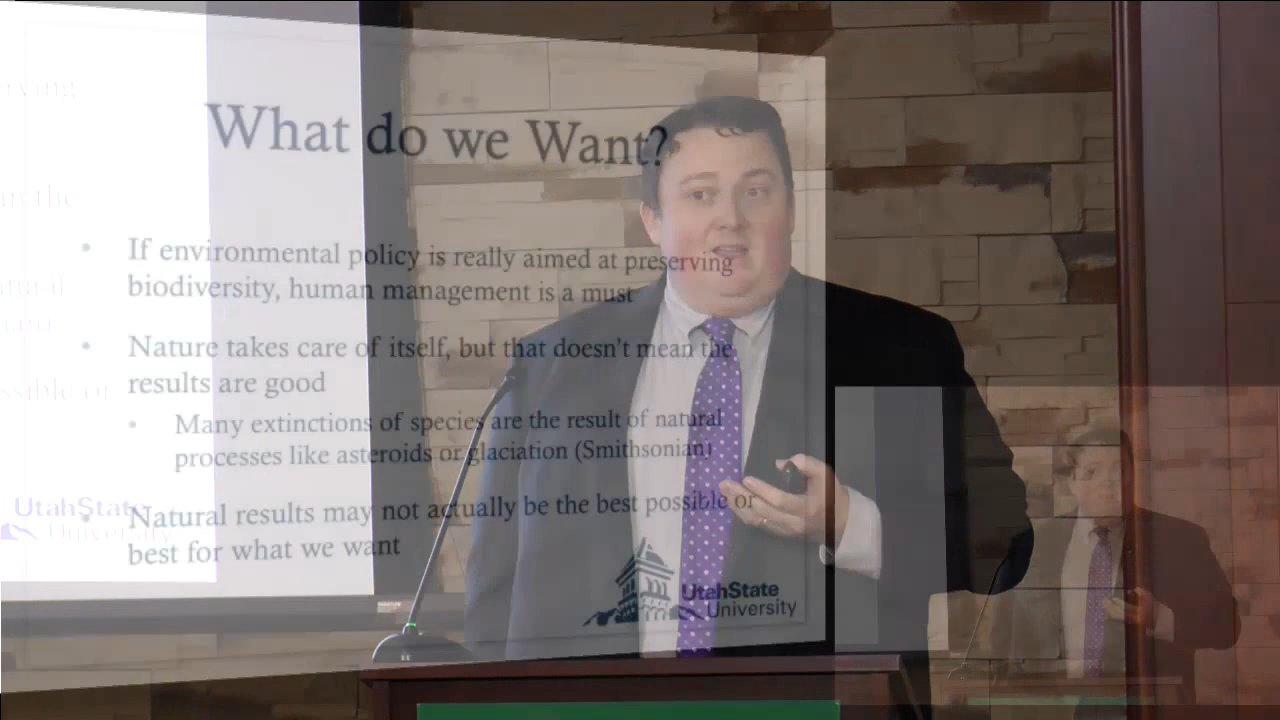 What do we Want?
• If environmental policy is really aimed at preserving
biodiversity, human management is a must
• Nature takes care of itself, but that doesn't mean the
results are good
• Many extinctions of species are the result of natural
processes like asteroids or glaciation (Smithsonian)
• Natural results may not actually be the best possible or
best for what we want
UtahState
University
UtahState
University